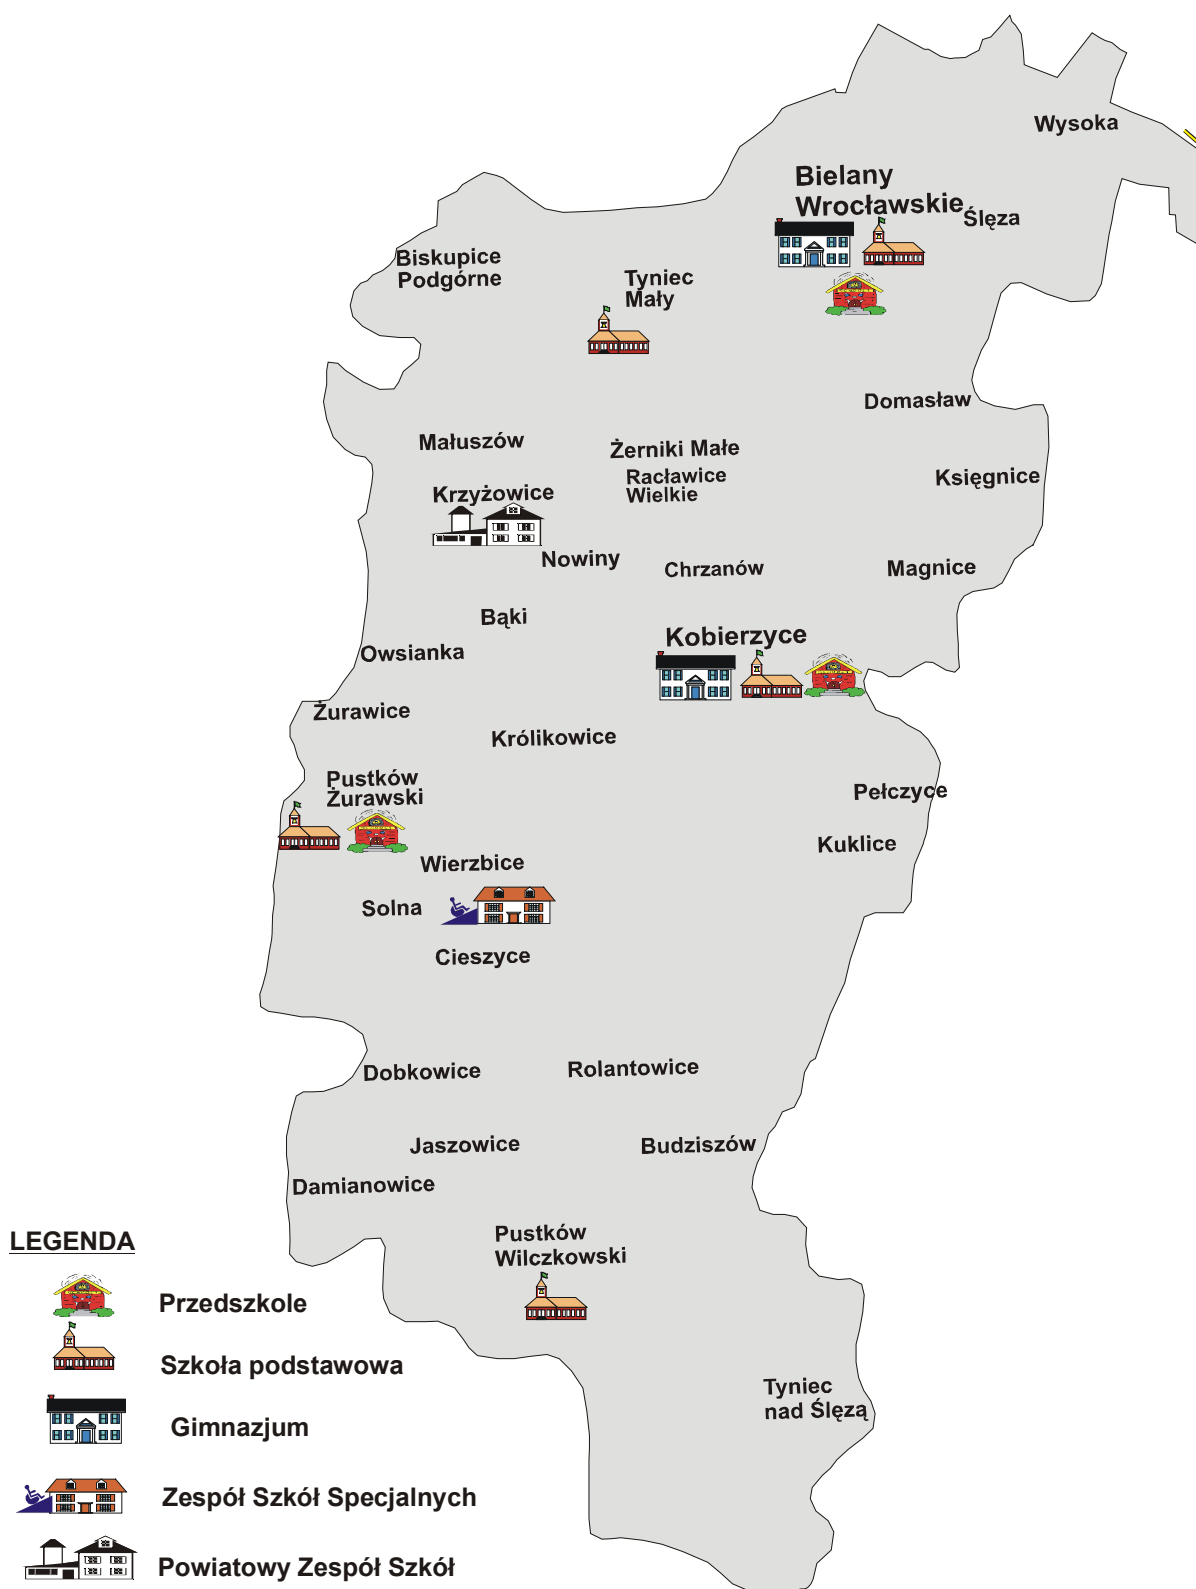 Wysoka
Bielany
Wrocławskie
Ślęza
Biskupice
Podgórne
Tyniec
Mały
Domasław
Małuszów
Żerniki Małe
Racławice
Wielkie
Księgnice
Krzyżowice
Nowiny
Chrzanów
Magnice
Bąki
Kobierzyce
Owsianka
Żurawice
Królikowice
Pustków
Żurawski
Pełczyce
Kuklice
Wierzbice
Solna
Cieszyce
Dobkowice
Rolantowice
Jaszowice
Budziszów
Damianowice
Pustków
Wilczkowski
Tyniec
nad Ślęzą
LEGENDA
Przedszkole
Szkoła podstawowa
Gimnazjum
Zespół Szkół Specjalnych
Powiatowy Zespół Szkół